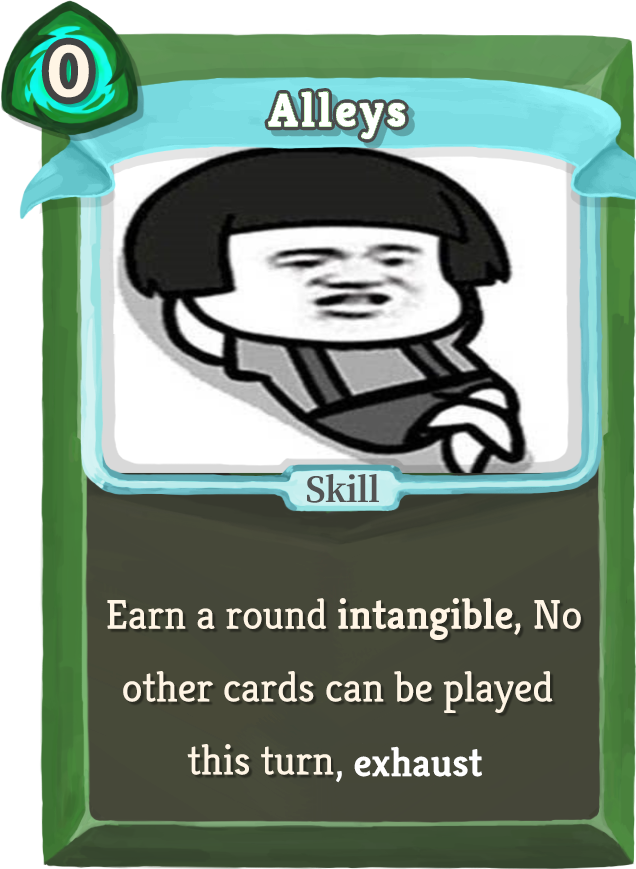 0
Alleys
Skill
Earn a round intangible, No
other cards can be played
this turn, exhaust